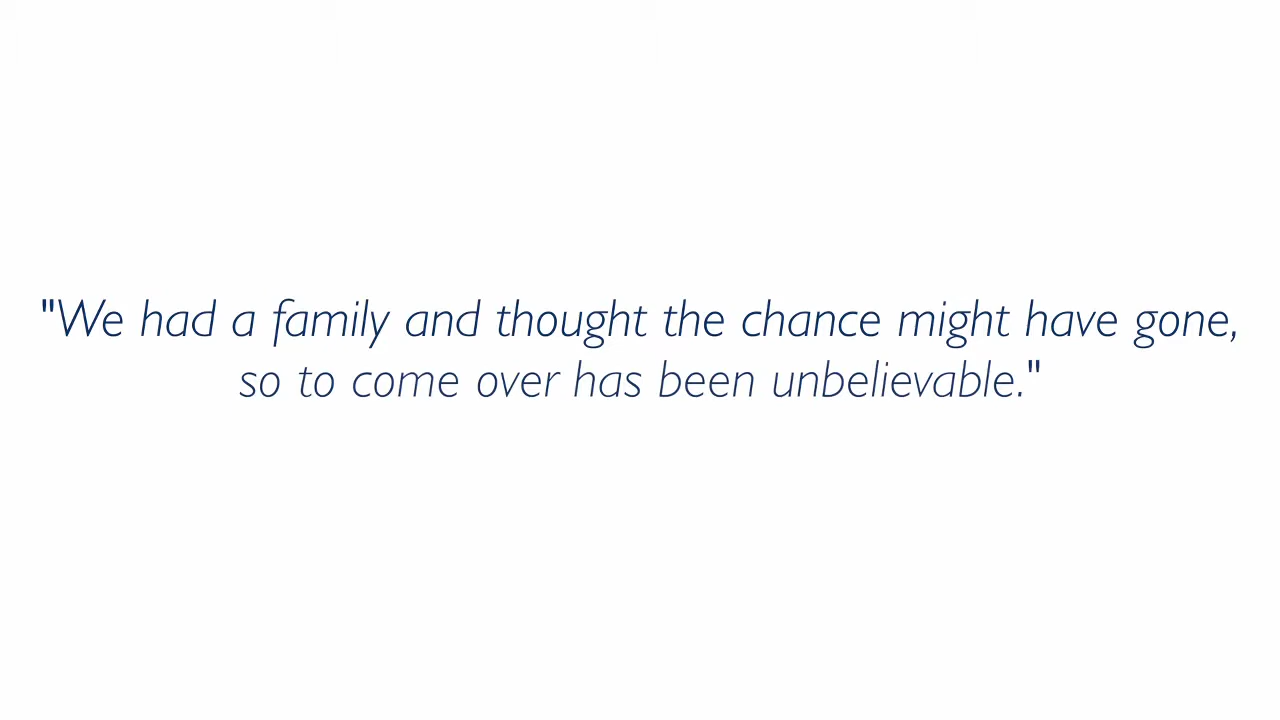 "We had a family and thought the chance might have gone,
so to come over has been unbelievable."